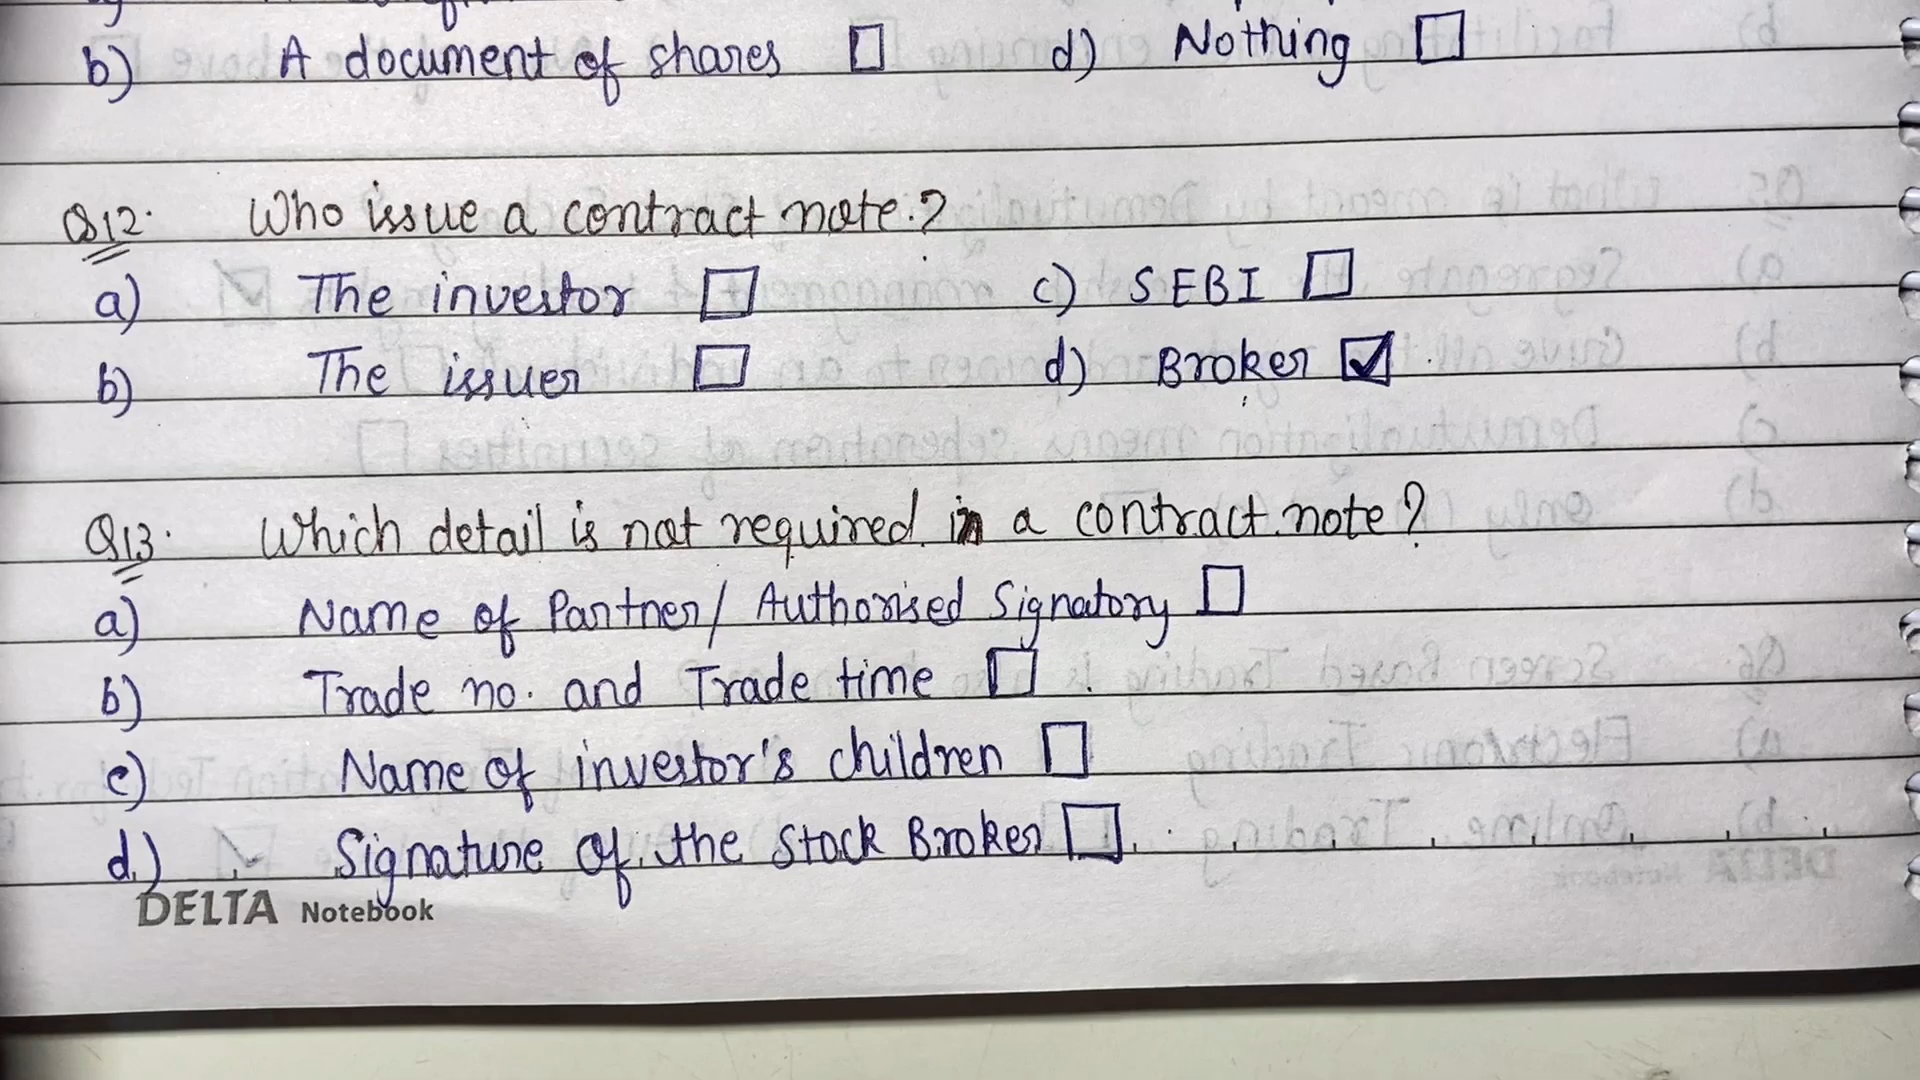 b) A document of shares d) Nothing
Q12. Who issue a contract note.?
a) The investor c) SEBI
b) The issuer d) Broker ✓
Q13. Which detail is not required in a contract note?
a) Name of Partner/ Authorised Signatory
b) Trade no. and Trade time
c) Name of investor's children
d.) Signature of the Stock Broker
DELTA Notebook